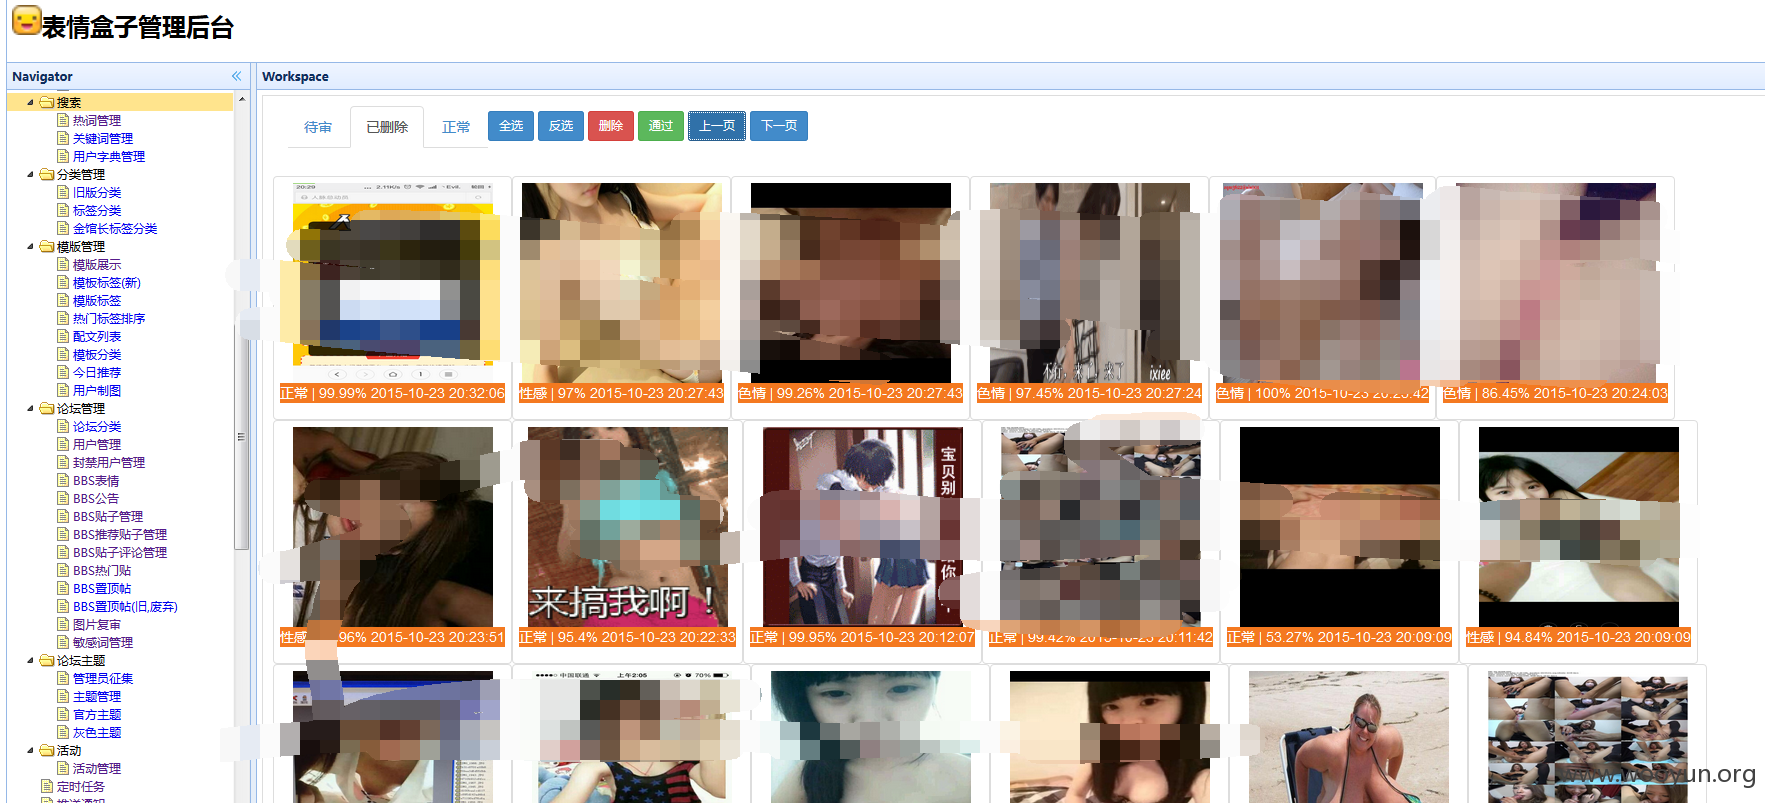 表情盒子管理后台
Navigator
Workspace
搜索
热词管理
关键词管理
用户字典管理
分类管理
旧版分类
标签分类
金馆长标签分类
模版管理
模版展示
模板标签(新)
模版标签
热门标签排序
配文列表
模板分类
今日推荐
用户制图
论坛管理
论坛分类
用户管理
封禁用户管理
BBS表情
BBS公告
BBS贴子管理
BBS推荐贴子管理
BBS贴子评论管理
BBS热门贴
BBS置顶帖
BBS置顶帖(旧,废弃)
图片复审
敏感词管理
论坛主题
管理员征集
主题管理
官方主题
灰色主题
活动
活动管理
定时任务
待审 已删除 正常 全选 反选 删除 通过 上一页 下一页
20:29 2.11K/s
ixiee
正常 | 99.99% 2015-10-23 20:32:06
性感 | 97% 2015-10-23 20:27:43
色情 | 99.26% 2015-10-23 20:27:43
色情 | 97.45% 2015-10-23 20:27:24
色情 | 100% 2015-10-23 20:25:42
色情 | 86.45% 2015-10-23 20:24:03
来搞我啊！
宝贝别
你
性感 96% 2015-10-23 20:23:51
正常 | 95.4% 2015-10-23 20:22:33
正常 | 99.95% 2015-10-23 20:12:07
正常 | 99.42% 2015-10-23 20:11:42
正常 | 53.27% 2015-10-23 20:09:09
性感 | 94.84% 2015-10-23 20:09:09
中国联通 上午2:05 70%
www.wooyun.org